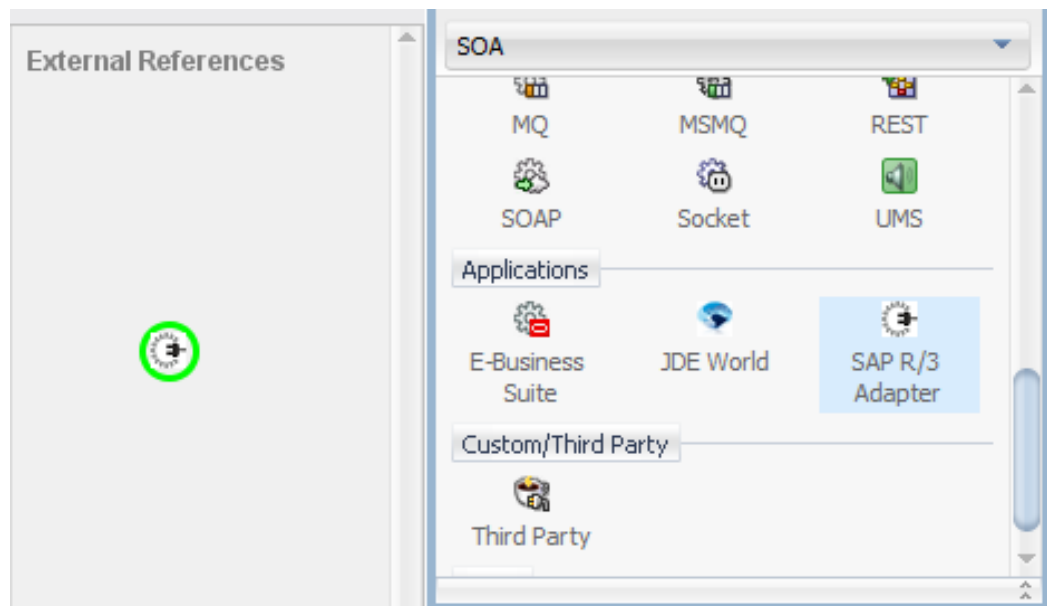 External References
SOA
MQ
MSMQ
REST
SOAP
Socket
UMS
Applications
E-Business
Suite
JDE World
SAP R/3
Adapter
Custom/Third Party
Third Party